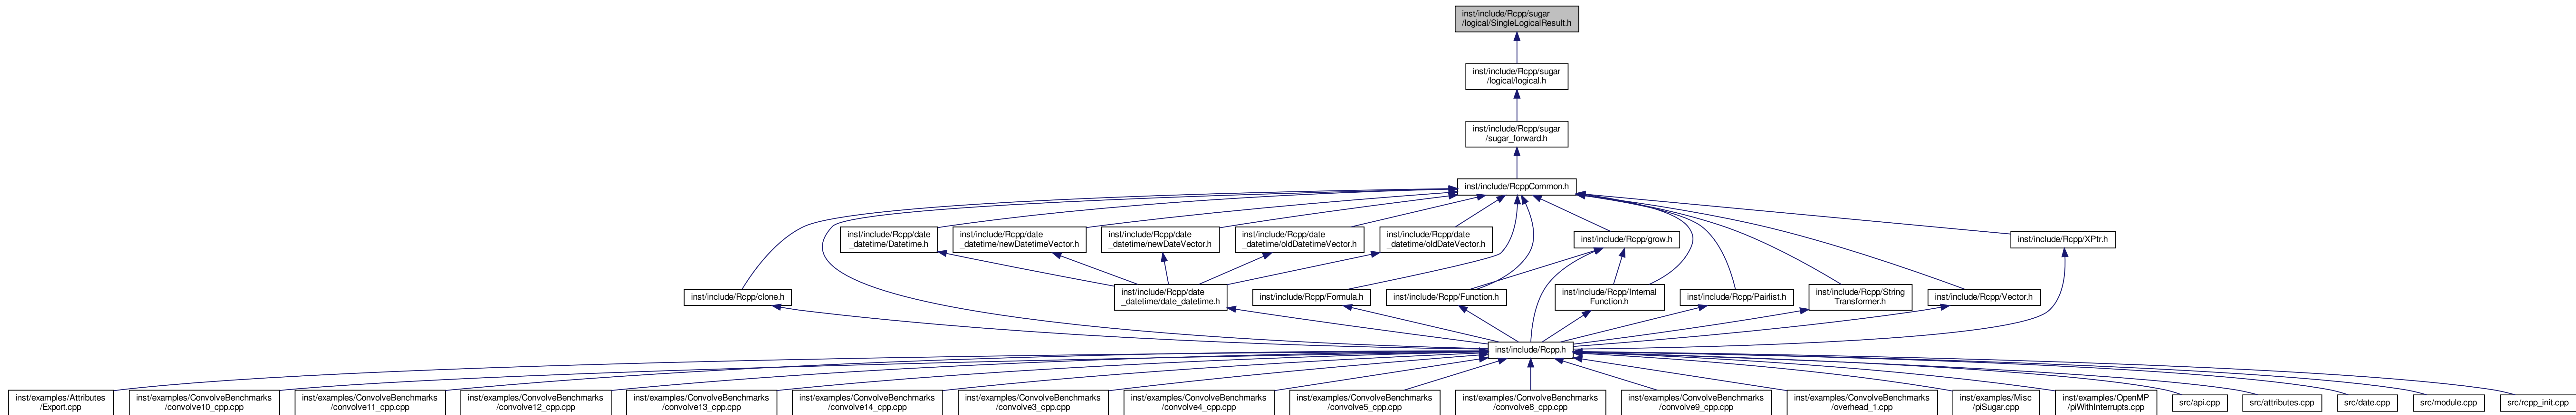 inst/include/Rcpp/sugar
/logical/SingleLogicalResult.h
inst/include/Rcpp/sugar
/logical/logical.h
inst/include/Rcpp/sugar
/sugar_forward.h
inst/include/RcppCommon.h
inst/include/Rcpp/date
_datetime/Datetime.h
inst/include/Rcpp/date
_datetime/newDatetimeVector.h
inst/include/Rcpp/date
_datetime/newDateVector.h
inst/include/Rcpp/date
_datetime/oldDatetimeVector.h
inst/include/Rcpp/date
_datetime/oldDateVector.h
inst/include/Rcpp/grow.h
inst/include/Rcpp/XPtr.h
inst/include/Rcpp/clone.h
inst/include/Rcpp/date
_datetime/date_datetime.h
inst/include/Rcpp/Formula.h
inst/include/Rcpp/Function.h
inst/include/Rcpp/Internal
Function.h
inst/include/Rcpp/Pairlist.h
inst/include/Rcpp/String
Transformer.h
inst/include/Rcpp/Vector.h
inst/include/Rcpp.h
inst/examples/Attributes
/Export.cpp
inst/examples/ConvolveBenchmarks
/convolve10_cpp.cpp
inst/examples/ConvolveBenchmarks
/convolve11_cpp.cpp
inst/examples/ConvolveBenchmarks
/convolve12_cpp.cpp
inst/examples/ConvolveBenchmarks
/convolve13_cpp.cpp
inst/examples/ConvolveBenchmarks
/convolve14_cpp.cpp
inst/examples/ConvolveBenchmarks
/convolve3_cpp.cpp
inst/examples/ConvolveBenchmarks
/convolve4_cpp.cpp
inst/examples/ConvolveBenchmarks
/convolve5_cpp.cpp
inst/examples/ConvolveBenchmarks
/convolve8_cpp.cpp
inst/examples/ConvolveBenchmarks
/convolve9_cpp.cpp
inst/examples/ConvolveBenchmarks
/overhead_1.cpp
inst/examples/Misc
/piSugar.cpp
inst/examples/OpenMP
/piWithInterrupts.cpp
src/api.cpp
src/attributes.cpp
src/date.cpp
src/module.cpp
src/rcpp_init.cpp